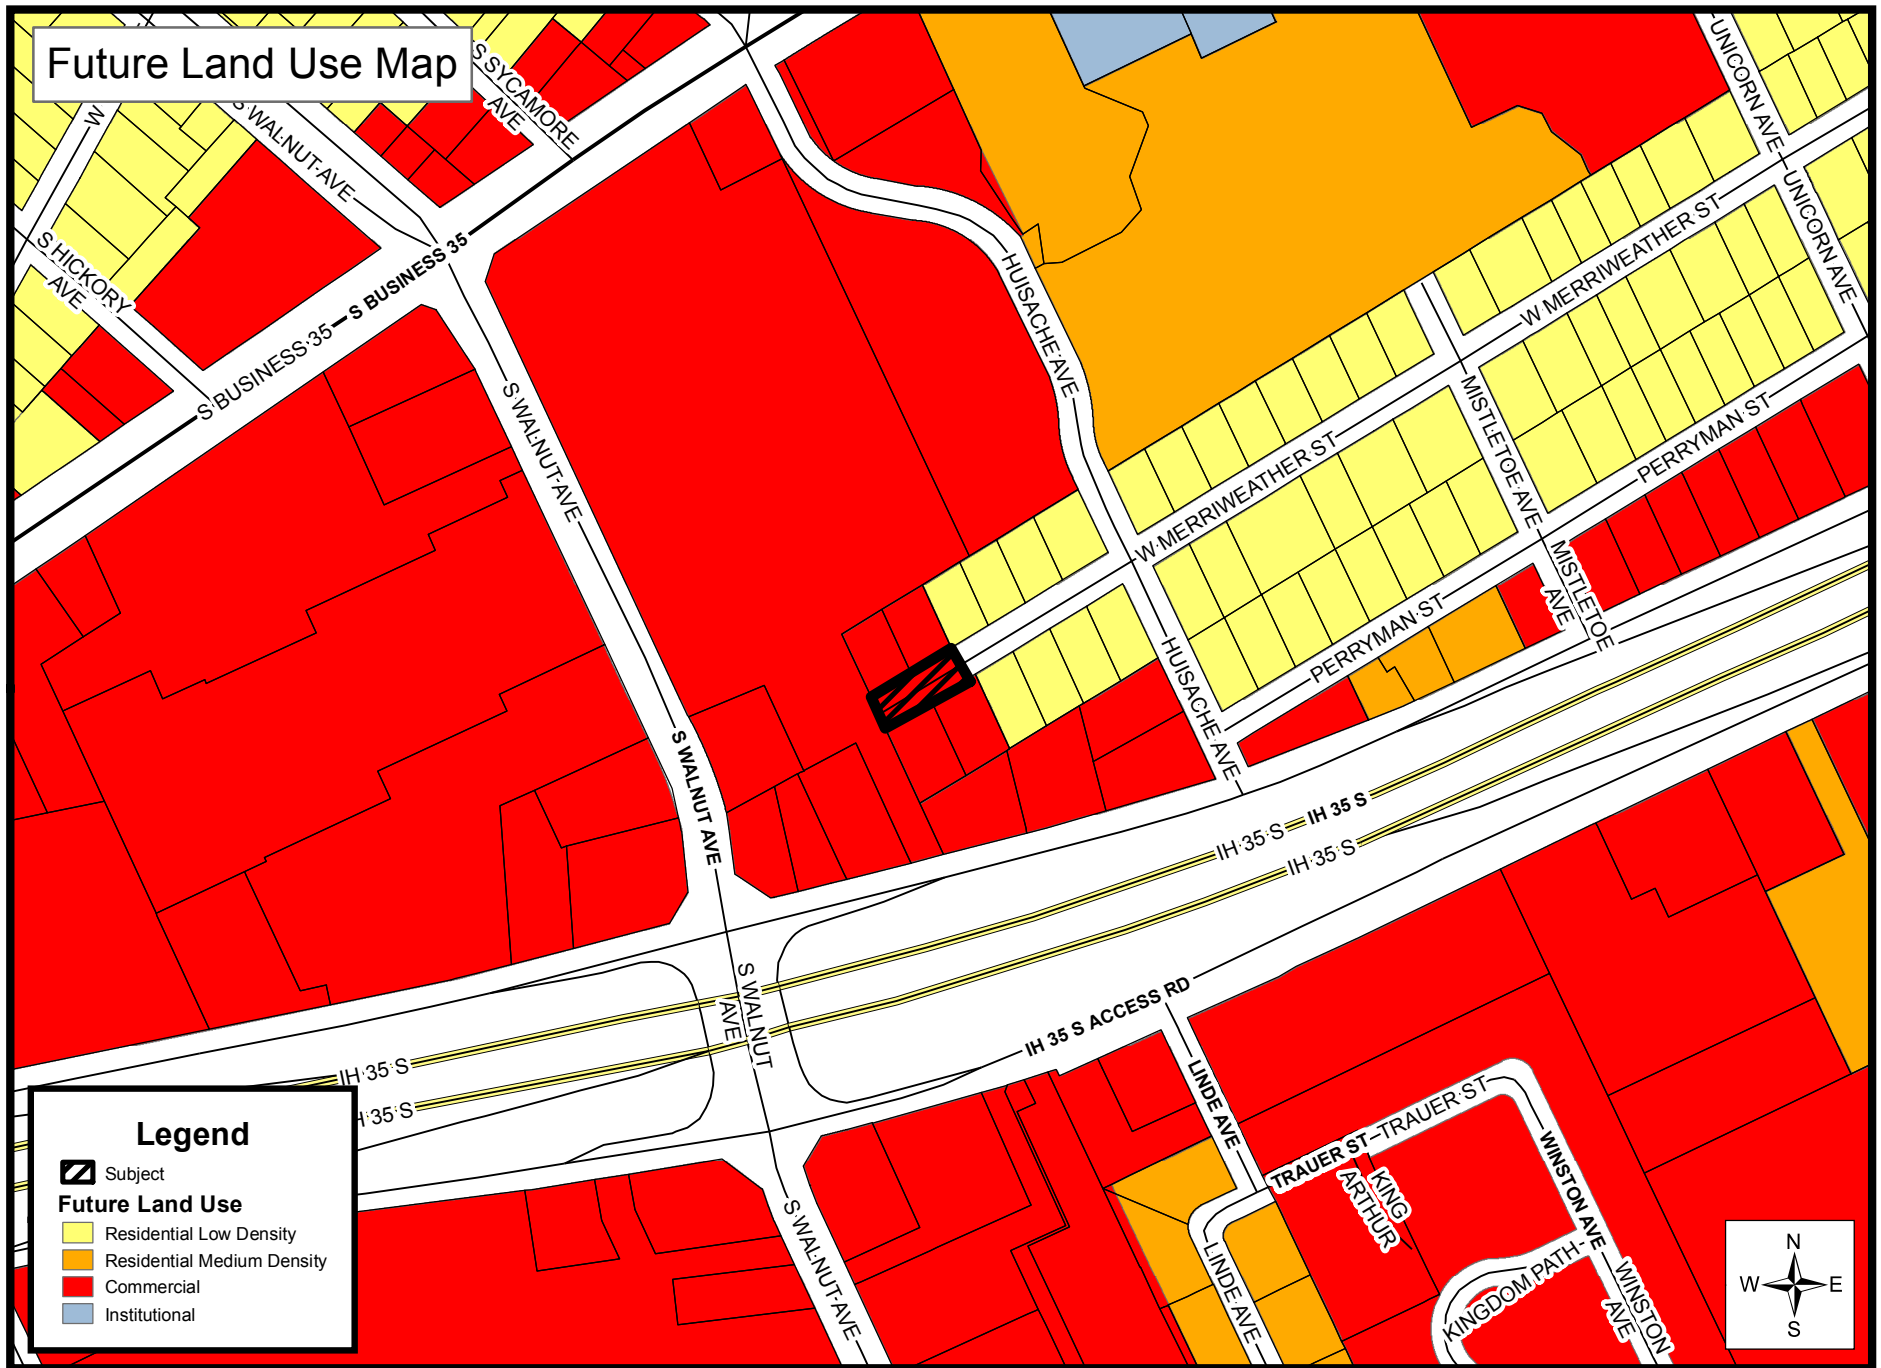 Future Land Use Map
W
S WALNUT AVE
S SYCAMORE
AVE
S HICKORY
AVE
S BUSINESS 35
S BUSINESS 35
S WALNUT AVE
HUISACHE AVE
UNICORN AVE
UNICORN AVE
W MERRIWEATHER ST
W MERRIWEATHER ST
MISTLETOE AVE
PERRYMAN ST
MISTLETOE
AVE
PERRYMAN ST
HUISACHE AVE
S WALNUT AVE
IH 35 S
IH 35 S
IH 35 S
S WALNUT
AVE
IH 35 S ACCESS RD
IH 35 S
H 35 S
LINDE AVE
TRAUER ST
TRAUER ST
KING
ARTHUR
WINSTON AVE
WINSTON
AVE
KINGDOM PATH
LINDE AVE
S WALNUT AVE
Legend
Subject
Future Land Use
Residential Low Density
Residential Medium Density
Commercial
Institutional
N
W E
S